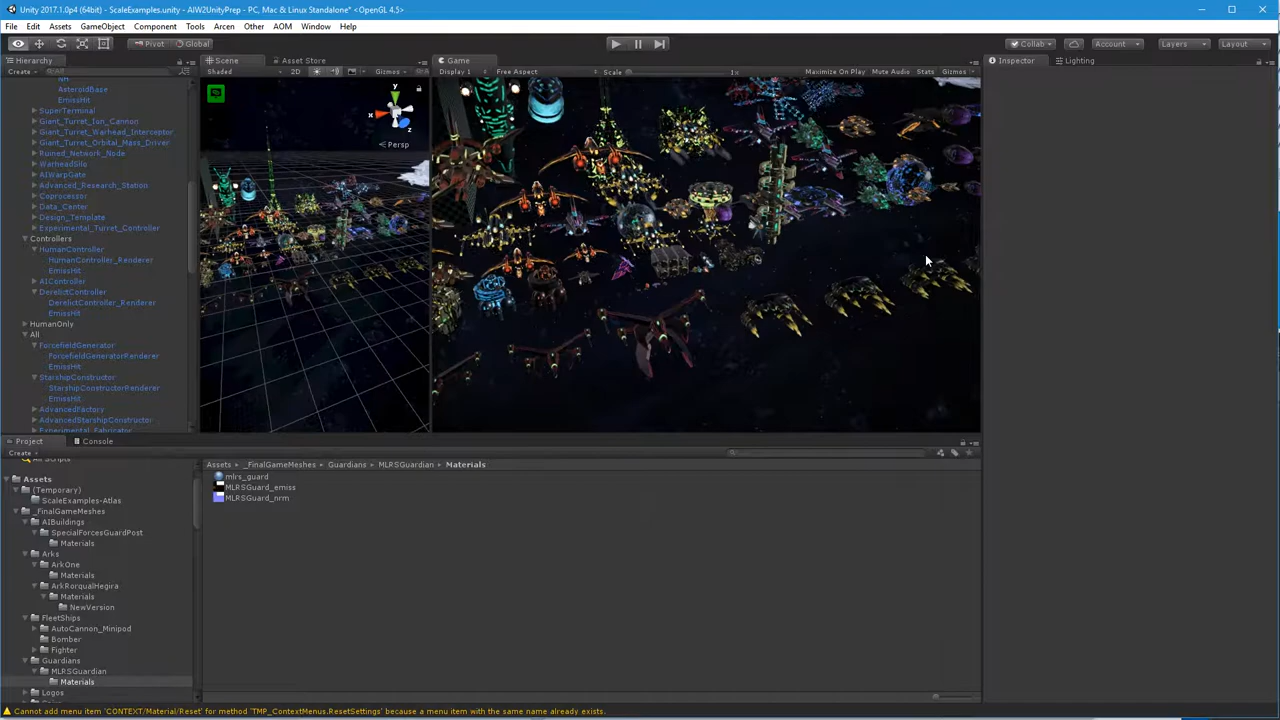 Unity 2017.1.0p4 (64bit) - ScaleExamples.unity - AIW2UnityPrep - PC, Mac & Linux Standalone* <OpenGL 4.5>
File Edit Assets GameObject Component Tools Arcen Other AOM Window Help
Pivot Global Collab Account Layers Layout
Hierarchy Scene Asset Store Game Inspector Lighting
Create All Shaded 2D Gizmos Display 1 Free Aspect Scale 1x Maximize On Play Mute Audio Stats Gizmos
AsteroidBase
EmissHit
SuperTerminal
Giant_Turret_Ion_Cannon
Giant_Turret_Warhead_Interceptor
Giant_Turret_Orbital_Mass_Driver
Ruined_Network_Node
WarheadSilo
AIWarpGate
Advanced_Research_Station
Coprocessor
Data_Center
Design_Template
Experimental_Turret_Controller
Controllers
HumanController
HumanController_Renderer
EmissHit
AIController
DerelictController
DerelictController_Renderer
EmissHit
HumanOnly
All
ForcefieldGenerator
ForcefieldGeneratorRenderer
EmissHit
StarshipConstructor
StarshipConstructorRenderer
EmissHit
AdvancedFactory
AdvancedStarshipConstructor
Experimental_Fabricator
y
x
z
Persp
Project Console
Create
All Scripts
Assets
(Temporary)
ScaleExamples-Atlas
_FinalGameMeshes
AIBuildings
SpecialForcesGuardPost
Materials
Arks
ArkOne
Materials
ArkRorqualHegira
Materials
NewVersion
FleetShips
AutoCannon_Minipod
Bomber
Fighter
Guardians
MLRSGuardian
Materials
Logos
Assets _FinalGameMeshes Guardians MLRSGuardian Materials
mlrs_guard
MLRSGuard_emiss
MLRSGuard_nrm
Cannot add menu item 'CONTEXT/Material/Reset' for method 'TMP_ContextMenus.ResetSettings' because a menu item with the same name already exists.